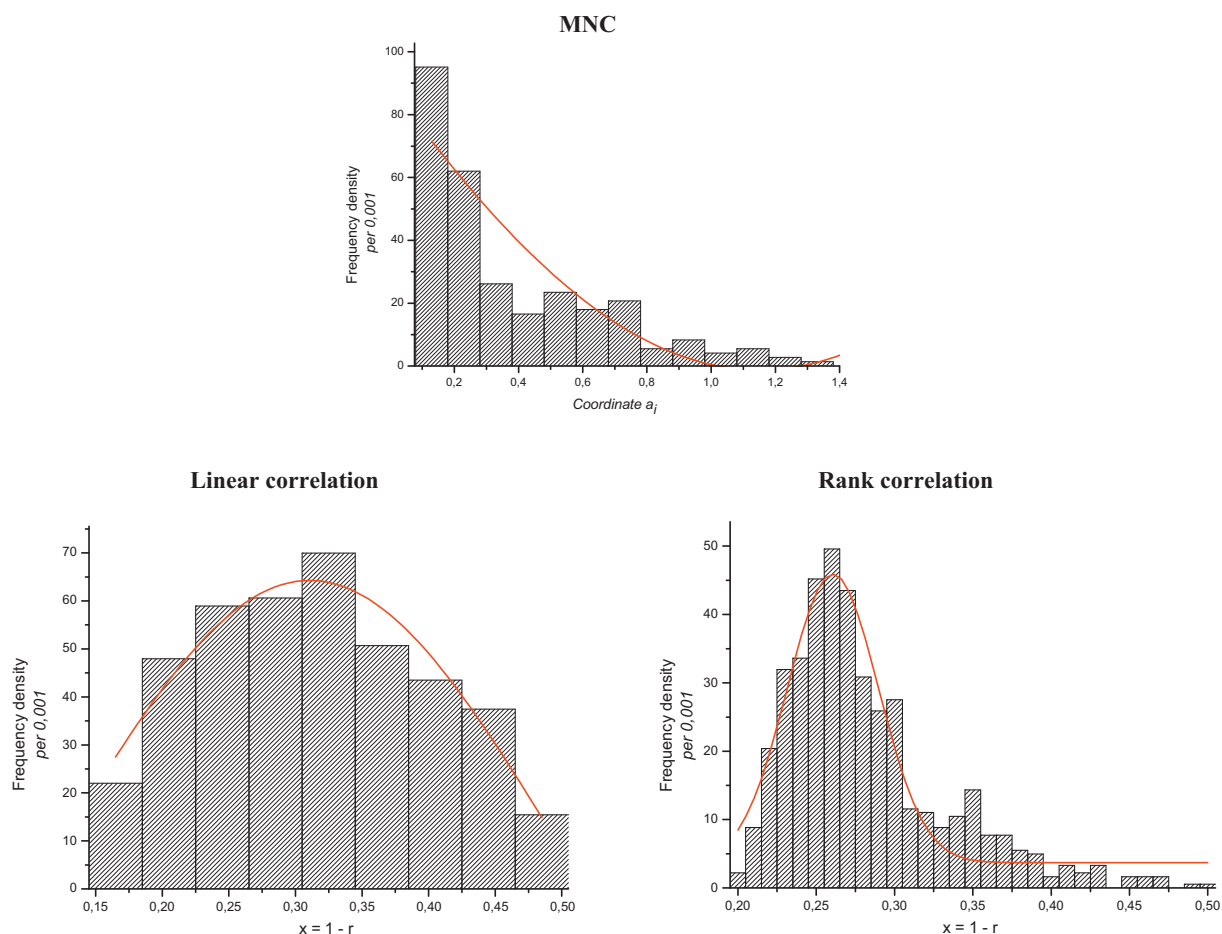 MNC
100
80
60
40
20
0
Frequency density
per 0,001
0,2 0,4 0,6 0,8 1,0 1,2 1,4
Coordinate ai
Linear correlation
70
60
50
40
30
20
10
0
Frequency density
per 0,001
0,15 0,20 0,25 0,30 0,35 0,40 0,45 0,50
x = 1 - r
Rank correlation
50
40
30
20
10
0
Frequency density
per 0,001
0,20 0,25 0,30 0,35 0,40 0,45 0,50
x = 1 - r